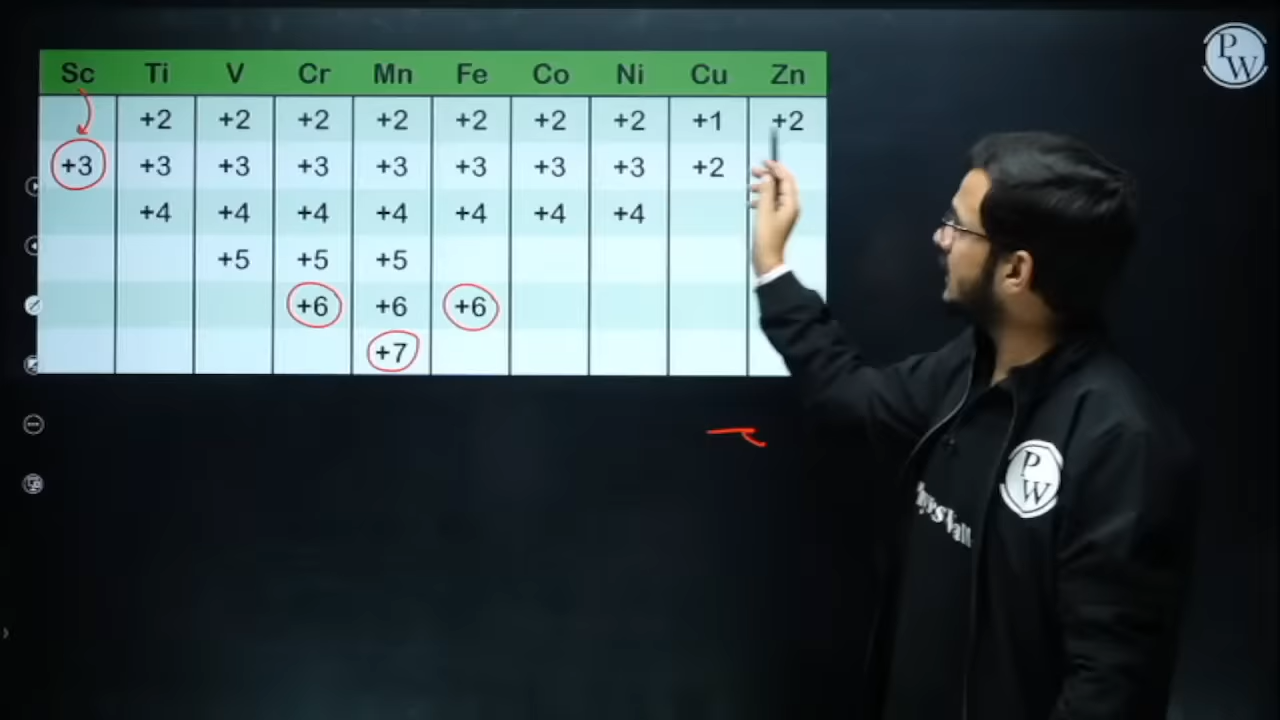 P
W
Sc Ti V Cr Mn Fe Co Ni Cu Zn
+2 +2 +2 +2 +2 +2 +2 +1 +2
+3 +3 +3 +3 +3 +3 +3 +3 +2
+4 +4 +4 +4 +4 +4 +4
+5 +5 +5
+6 +6 +6
+7
P
W